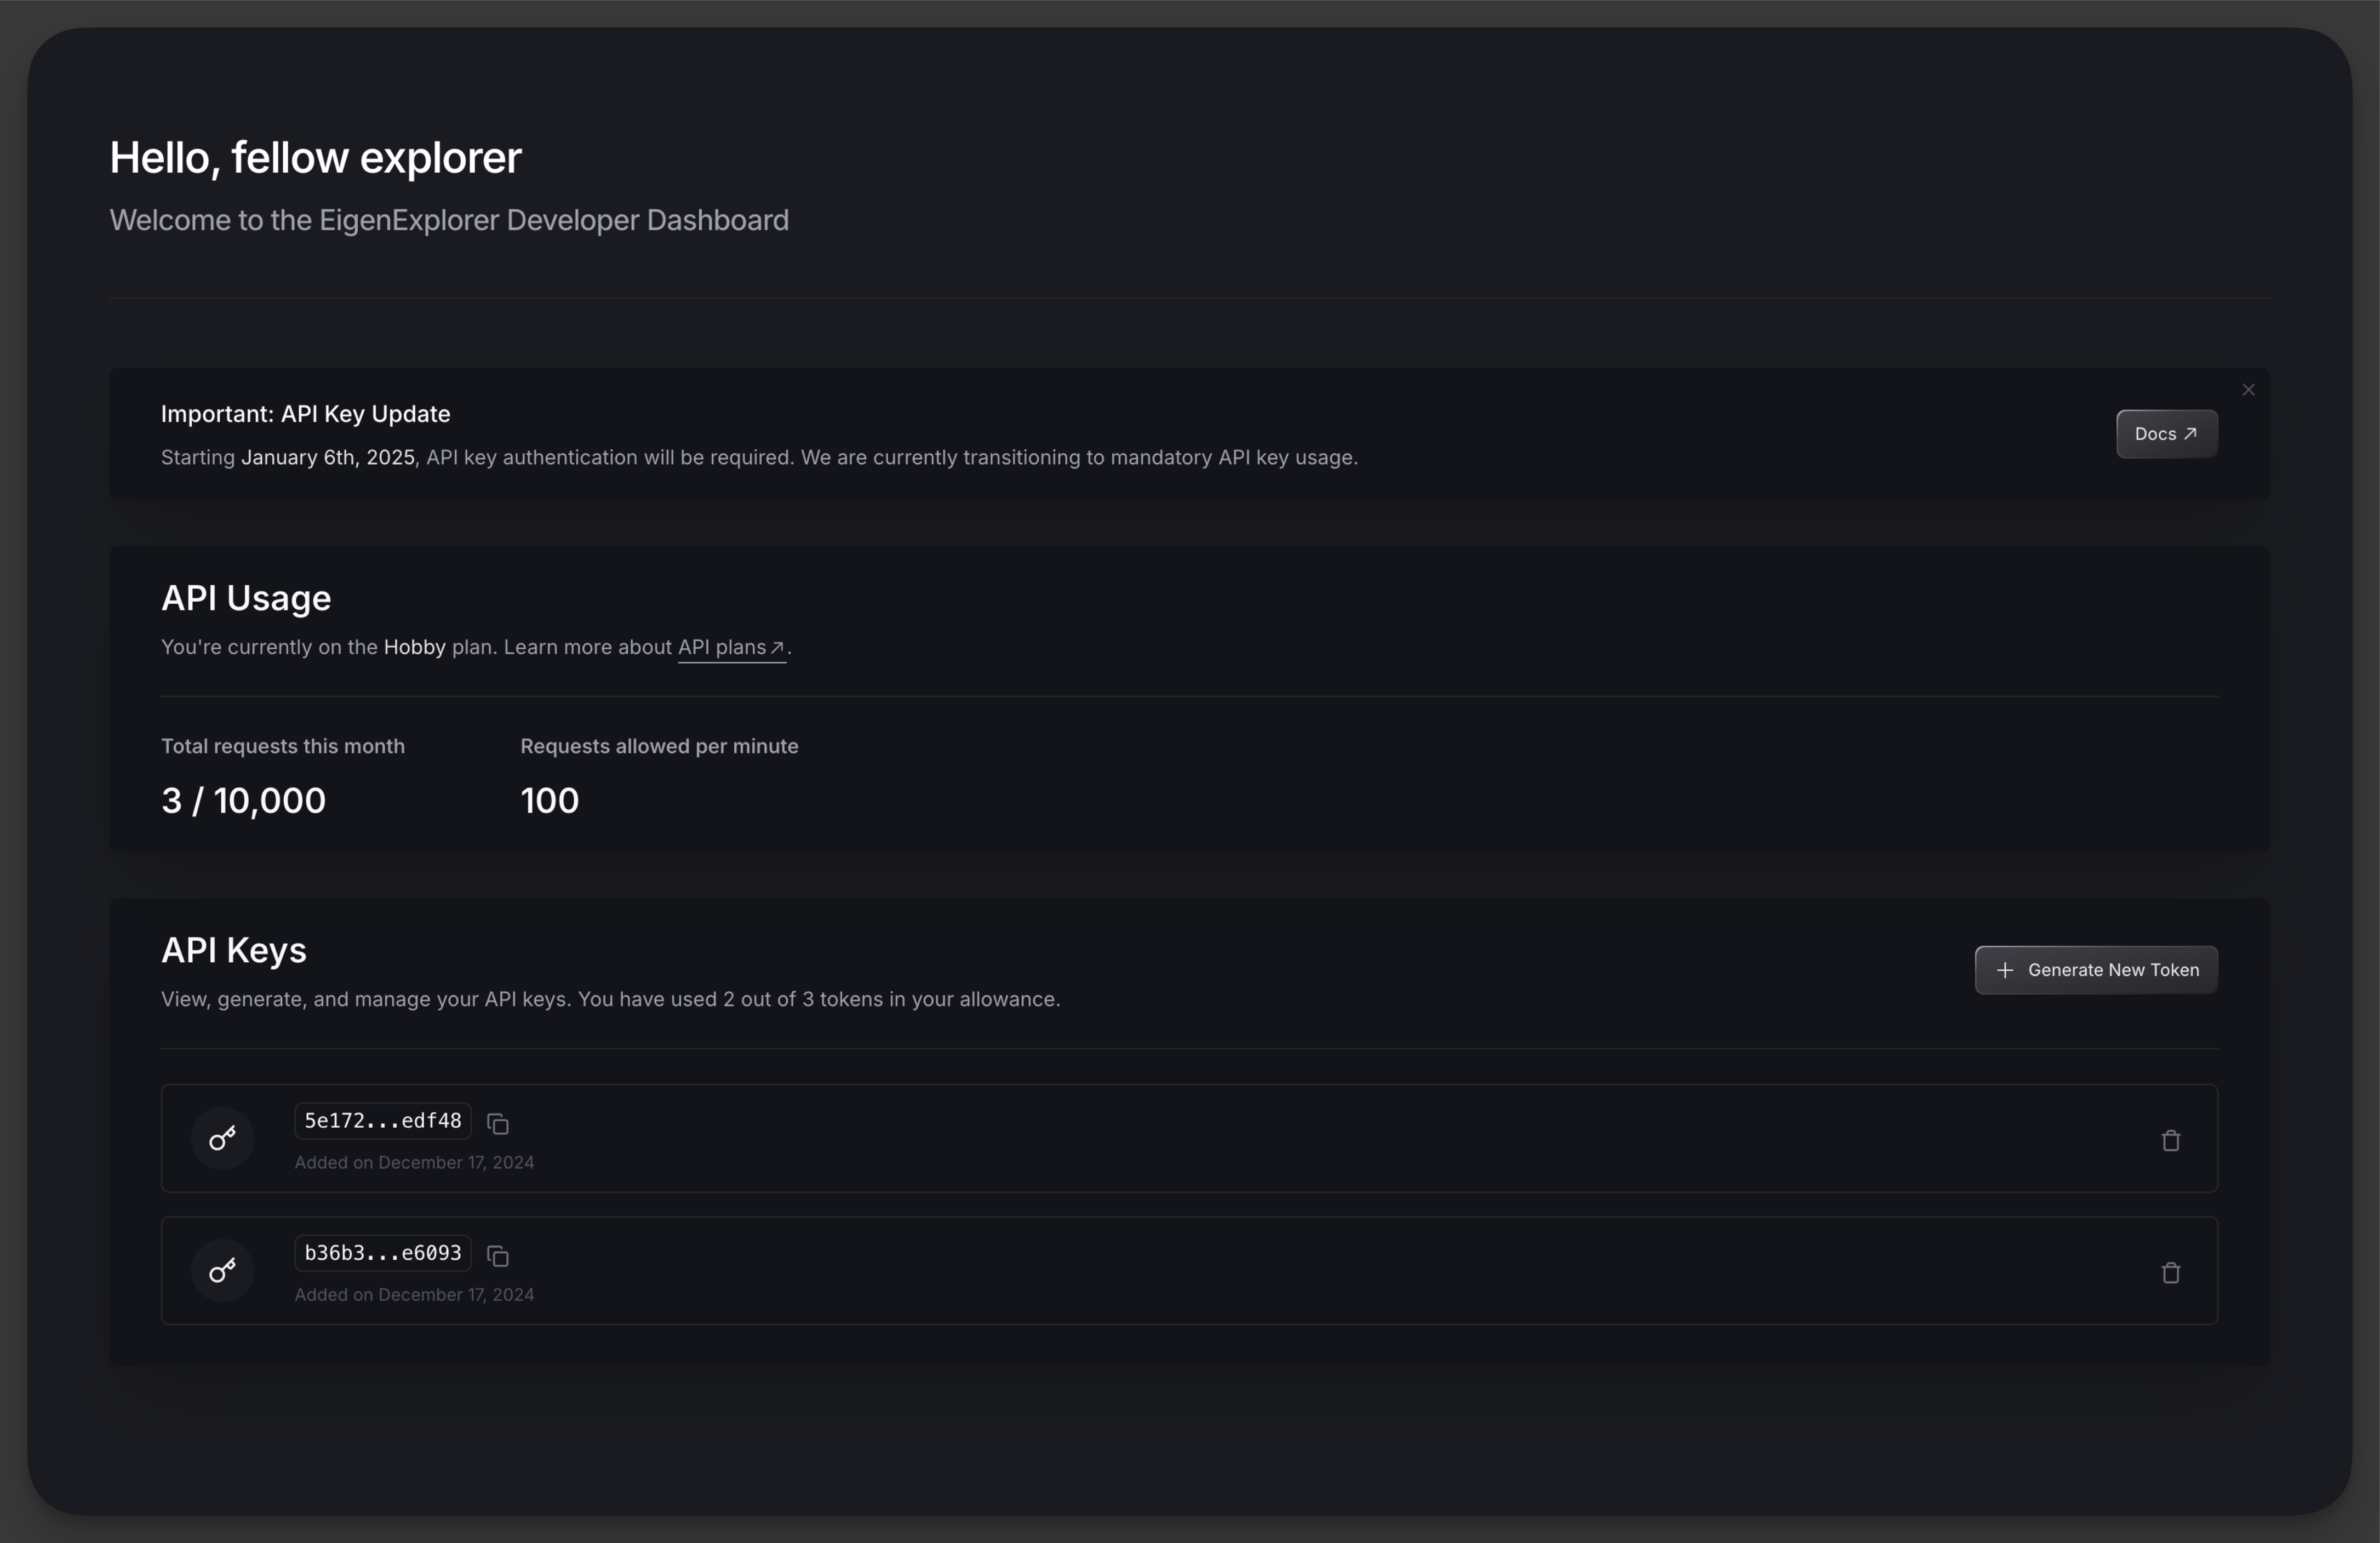 Hello, fellow explorer
Welcome to the EigenExplorer Developer Dashboard
Important: API Key Update
Starting January 6th, 2025, API key authentication will be required. We are currently transitioning to mandatory API key usage.
Docs
API Usage
You're currently on the Hobby plan. Learn more about API plans.
Total requests this month
3 / 10,000
Requests allowed per minute
100
API Keys
View, generate, and manage your API keys. You have used 2 out of 3 tokens in your allowance.
Generate New Token
5e172...edf48
Added on December 17, 2024
b36b3...e6093
Added on December 17, 2024